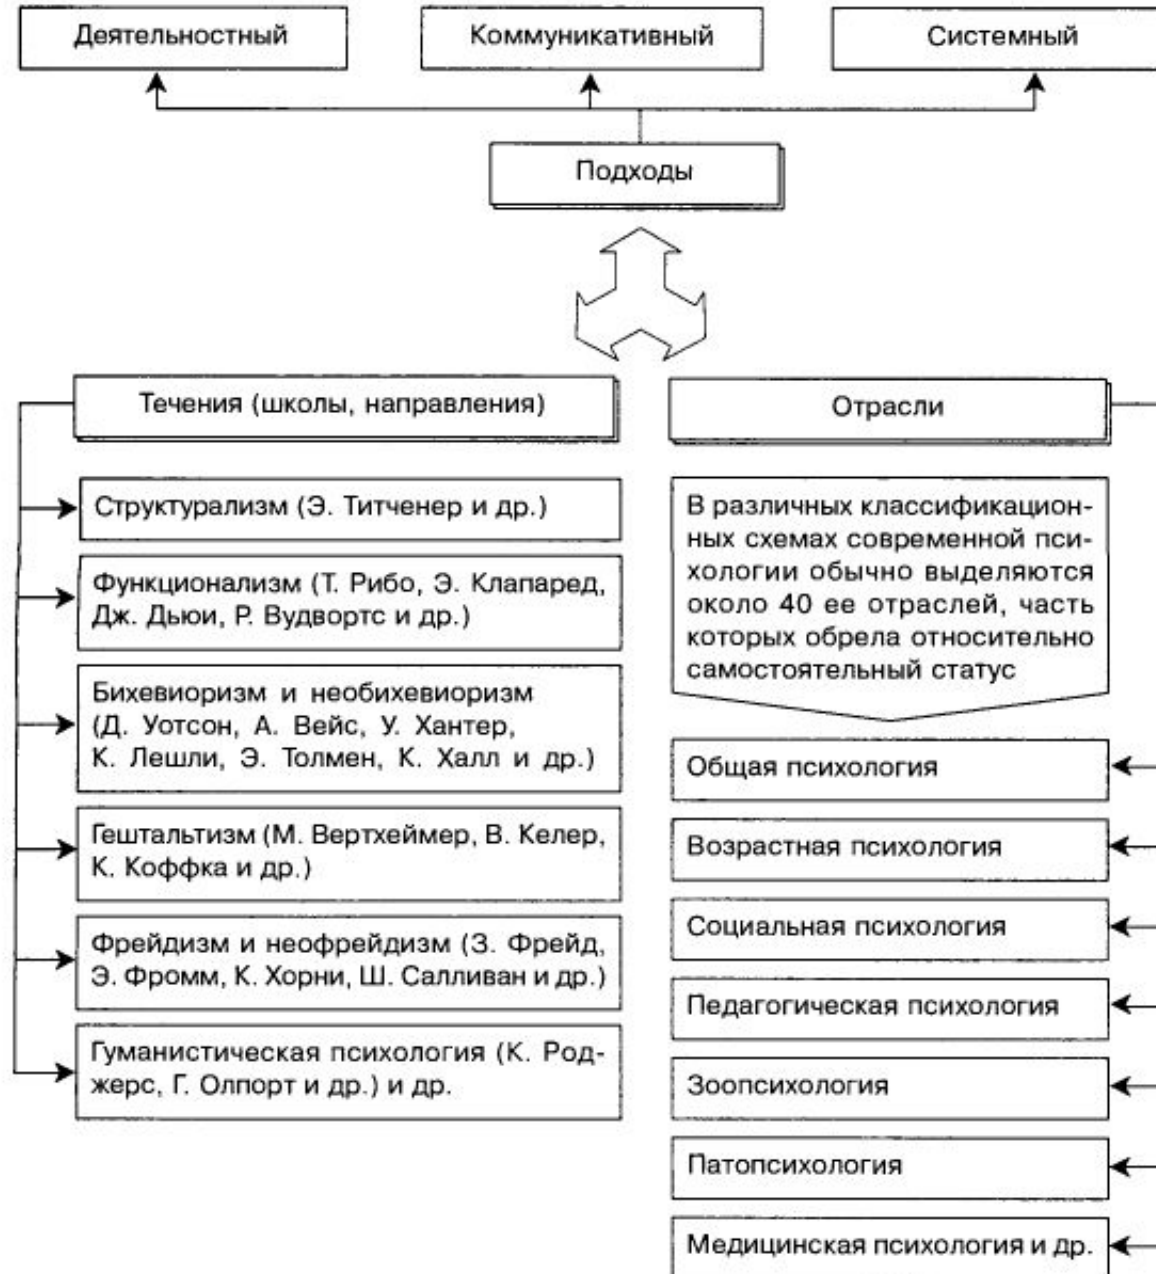 Деятельностный
Коммуникативный
Системный
Подходы
Течения (школы, направления)
Структурализм (Э. Титченер и др.)
Функционализм (Т. Рибо, Э. Клапаред,
Дж. Дьюи, Р. Вудвортс и др.)
Бихевиоризм и необихевиоризм
(Д. Уотсон, А. Вейс, У. Хантер,
К. Лешли, Э. Толмен, К. Халл и др.)
Гештальтизм (М. Вертхеймер, В. Келер,
К. Коффка и др.)
Фрейдизм и неофрейдизм (З. Фрейд,
Э. Фромм, К. Хорни, Ш. Салливан и др.)
Гуманистическая психология (К. Род-
жерс, Г. Олпорт и др.) и др.
Отрасли
В различных классификацион-
ных схемах современной пси-
хологии обычно выделяются
около 40 ее отраслей, часть
которых обрела относительно
самостоятельный статус
Общая психология
Возрастная психология
Социальная психология
Педагогическая психология
Зоопсихология
Патопсихология
Медицинская психология и др.